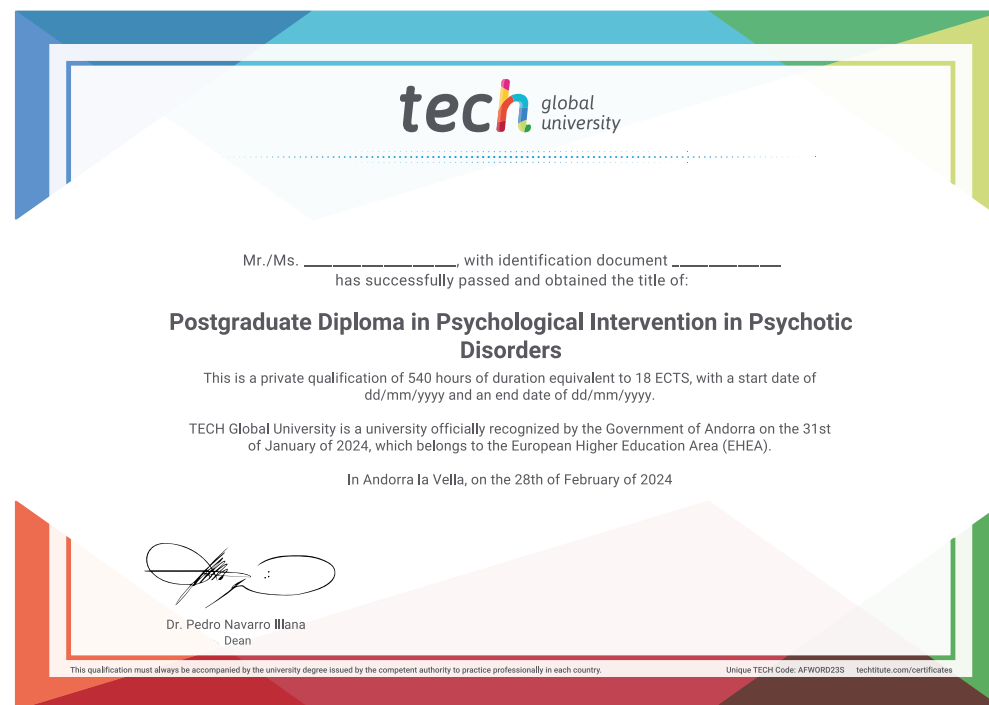 tech global university
Mr./Ms. ___________________, with identification document ______________
has successfully passed and obtained the title of:
Postgraduate Diploma in Psychological Intervention in Psychotic
Disorders
This is a private qualification of 540 hours of duration equivalent to 18 ECTS, with a start date of
dd/mm/yyyy and an end date of dd/mm/yyyy.
TECH Global University is a university officially recognized by the Government of Andorra on the 31st
of January of 2024, which belongs to the European Higher Education Area (EHEA).
In Andorra la Vella, on the 28th of February of 2024
Dr. Pedro Navarro Illana
Dean
This qualification must always be accompanied by the university degree issued by the competent authority to practice professionally in each country.
Unique TECH Code: AFWORD23S techtitute.com/certificates